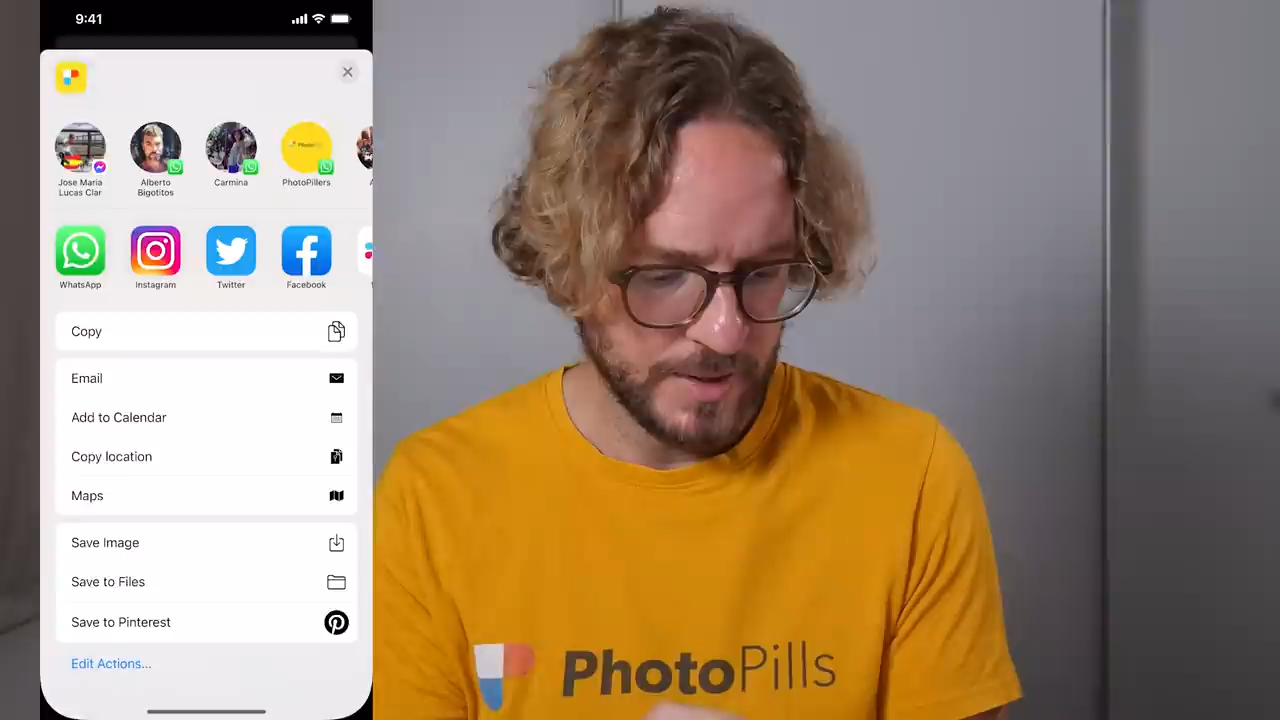 9:41
Jose Maria
Lucas Clar
Alberto
Bigotitos
Carmina
PhotoPillers
WhatsApp
Instagram
Twitter
Facebook
Copy
Email
Add to Calendar
Copy location
Maps
Save Image
Save to Files
Save to Pinterest
Edit Actions...
PhotoPills